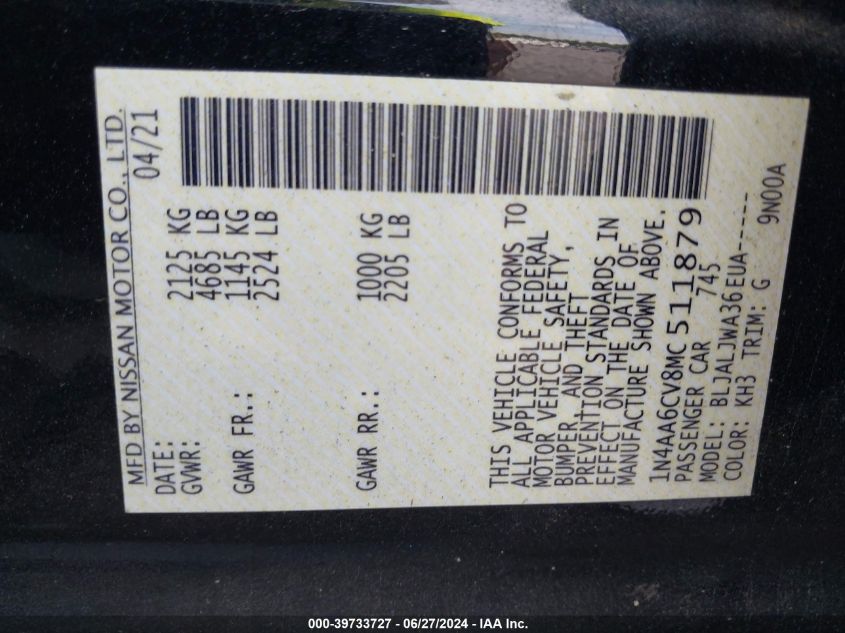 MFD BY NISSAN MOTOR CO., LTD.
DATE: 04/21
GVWR: 2125 KG
4685 LB
GAWR FR.: 1145 KG
2524 LB
GAWR RR.: 1000 KG
2205 LB
THIS VEHICLE CONFORMS TO
ALL APPLICABLE FEDERAL
MOTOR VEHICLE SAFETY,
BUMPER, AND THEFT
PREVENTION STANDARDS IN
EFFECT ON THE DATE OF
MANUFACTURE SHOWN ABOVE.
1N4AA6CV8MC511879
PASSENGER CAR 745
MODEL: BLJALJWA36EUA-----
COLOR: KH3 TRIM: G 9N00A
000-39733727 - 06/27/2024 - IAA Inc.